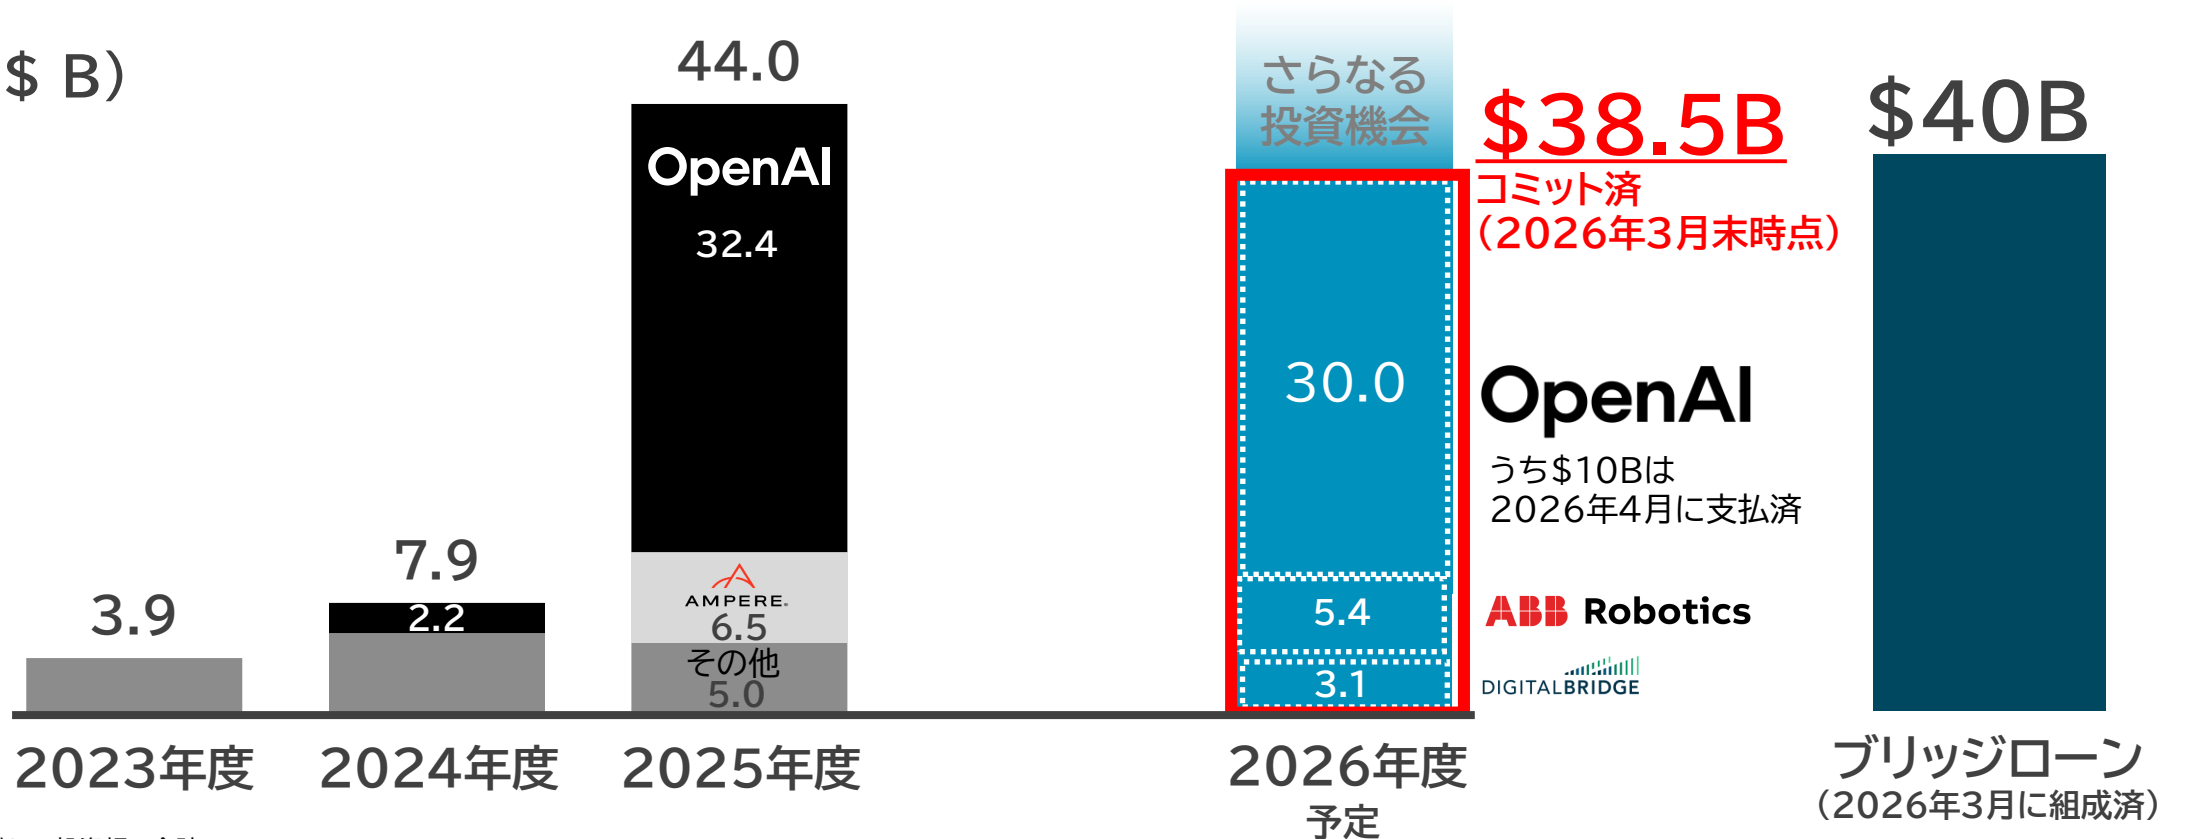 $ B）
44.0
OpenAI
32.4
AMPERE.
6.5
その他
5.0
7.9
2.2
3.9
さらなる
投資機会
$38.5B
コミット済
（2026年3月末時点）
30.0
OpenAI
うち$10Bは
2026年4月に支払済
5.4
ABB Robotics
3.1
DIGITALBRIDGE
$40B
2023年度
2024年度
2025年度
2026年度
予定
ブリッジローン
（2026年3月に組成済）